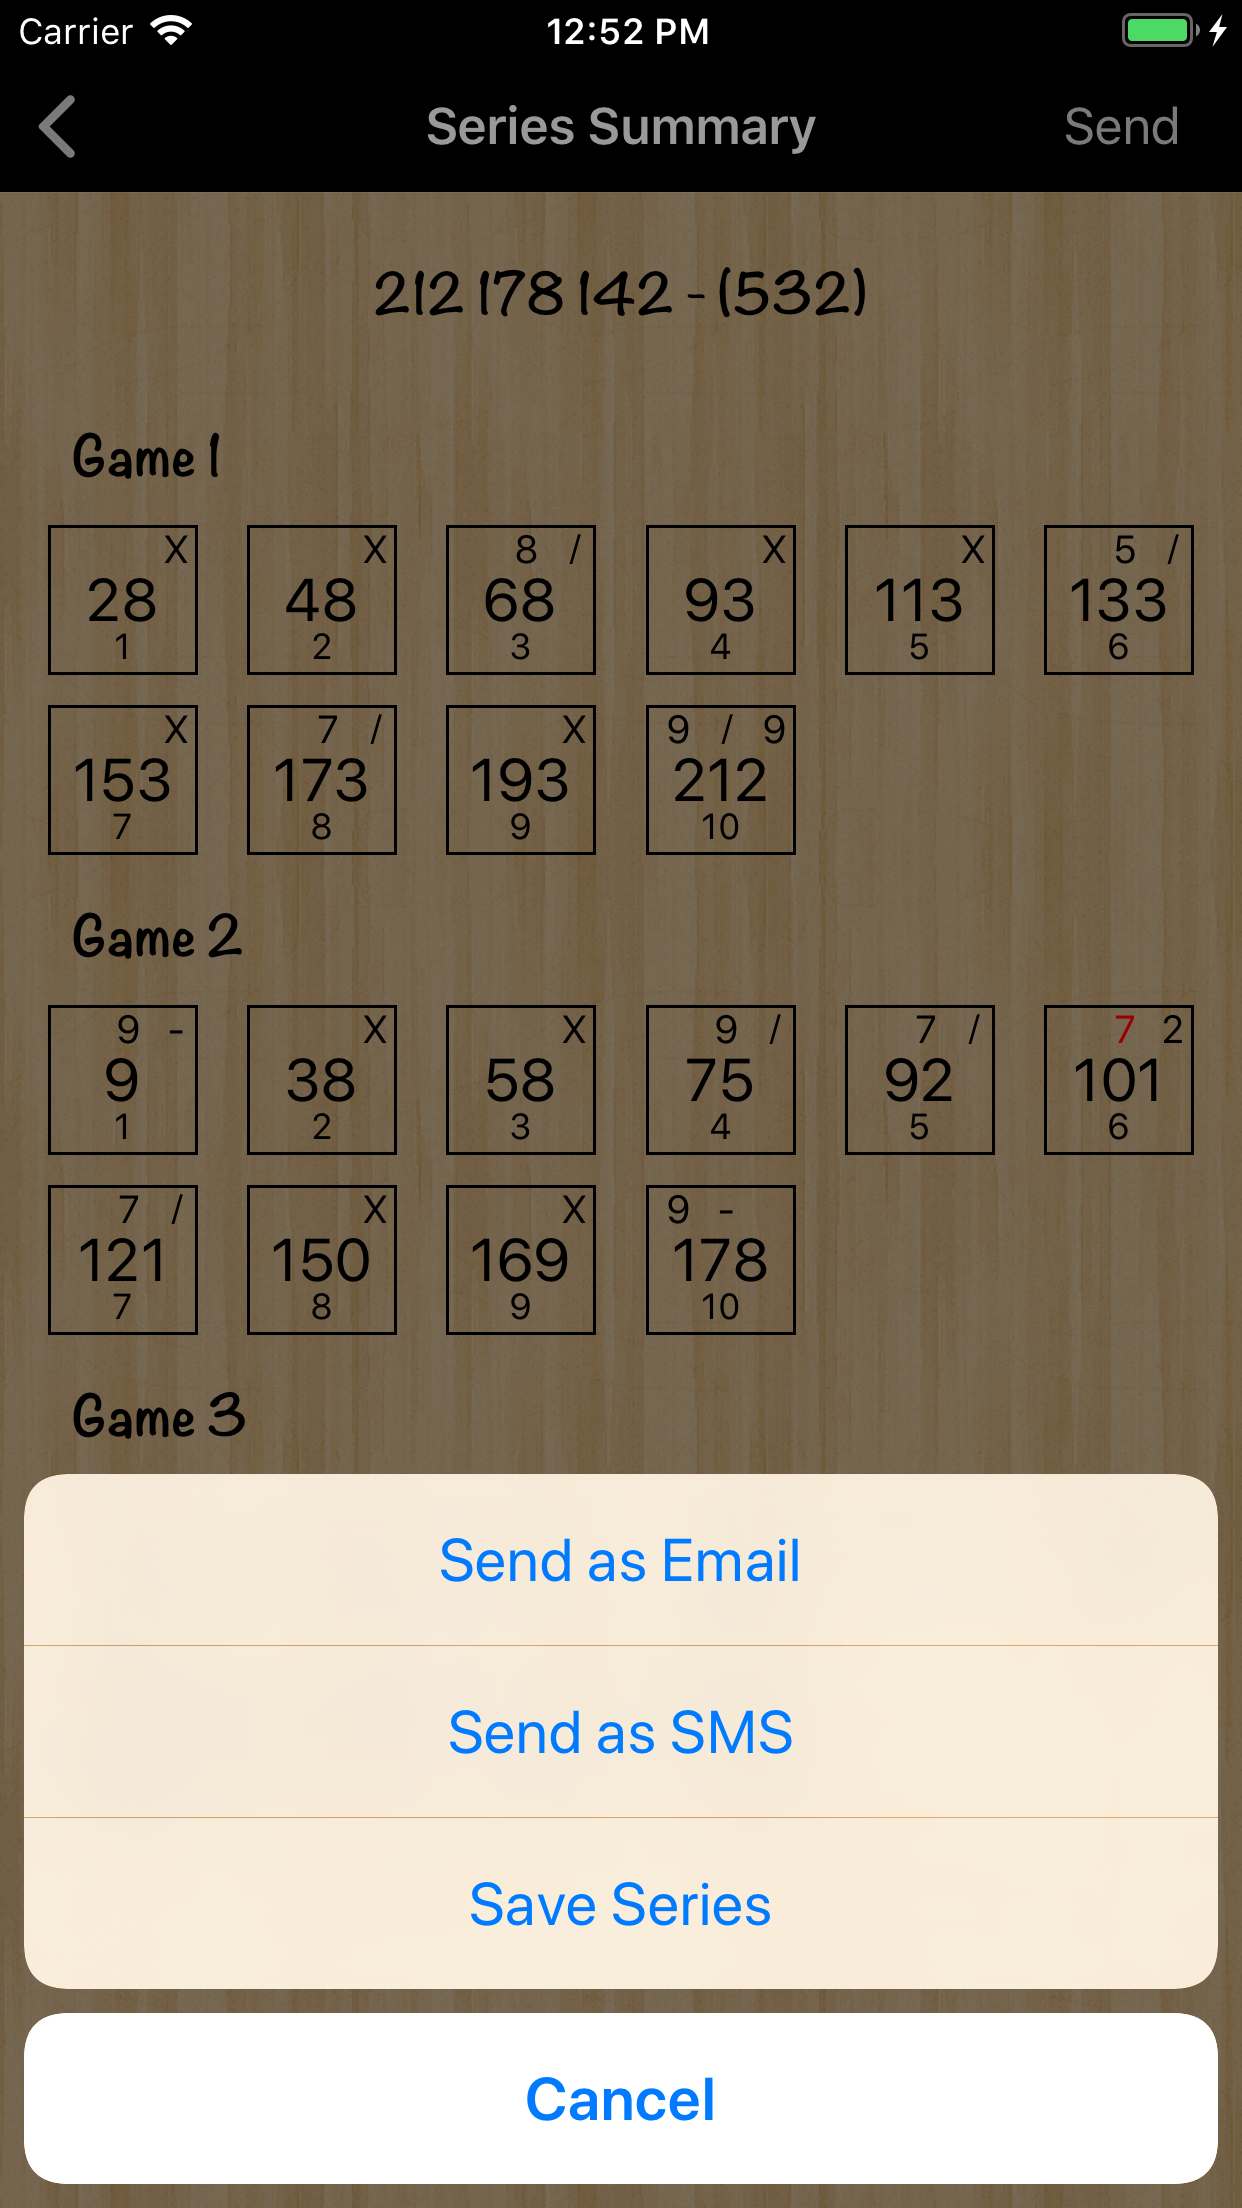 Carrier 12:52 PM
Series Summary Send
212 178 142 - (532)
Game 1
X X 8 / X X 5 /
28 48 68 93 113 133
1 2 3 4 5 6
X 7 / X 9 / 9
153 173 193 212
7 8 9 10
Game 2
9 - X X 9 / 7 / 7 2
9 38 58 75 92 101
1 2 3 4 5 6
7 / X X 9 -
121 150 169 178
7 8 9 10
Game 3
Send as Email
Send as SMS
Save Series
Cancel